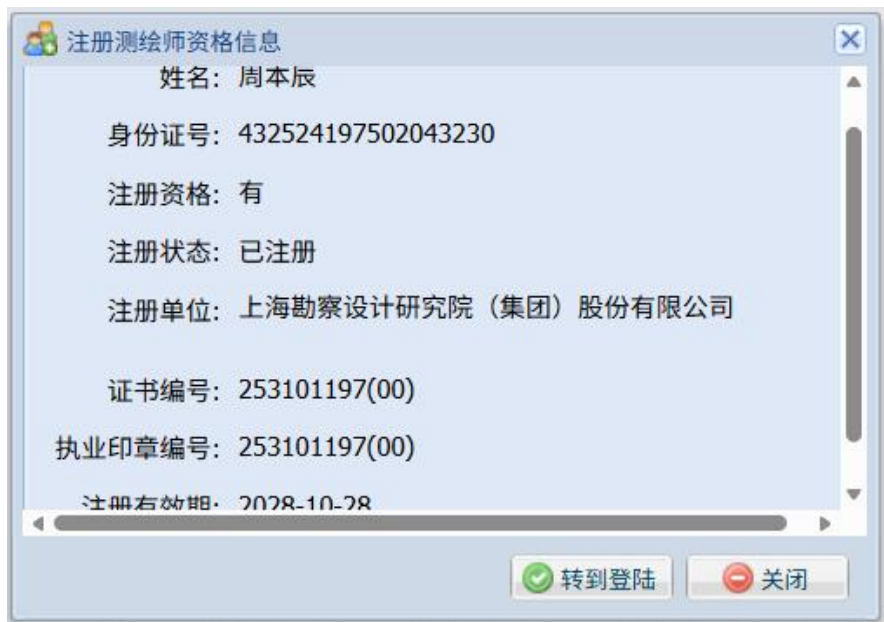 注册测绘师资格信息
姓名: 周本辰
身份证号: 432524197502043230
注册资格: 有
注册状态: 已注册
注册单位: 上海勘察设计研究院（集团）股份有限公司
证书编号: 253101197(00)
执业印章编号: 253101197(00)
注册有效期: 2028-10-28
转到登陆 关闭